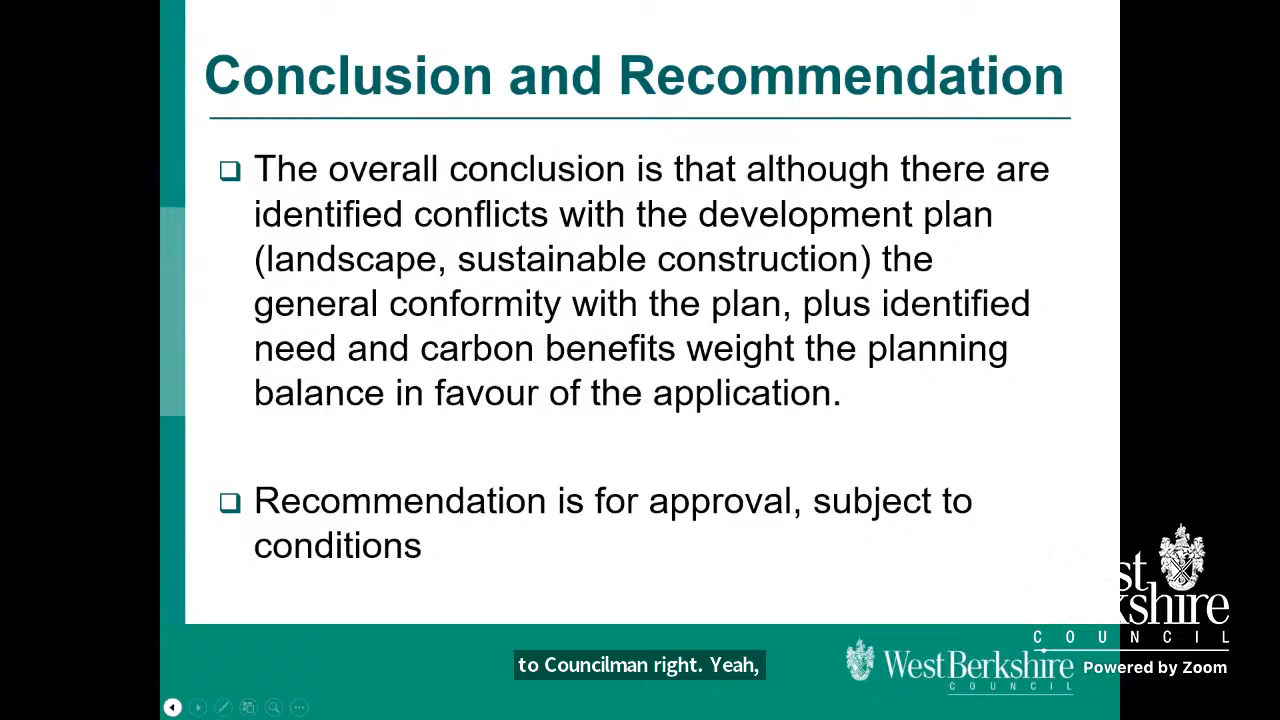 Conclusion and Recommendation
The overall conclusion is that although there are
identified conflicts with the development plan
(landscape, sustainable construction) the
general conformity with the plan, plus identified
need and carbon benefits weight the planning
balance in favour of the application.
Recommendation is for approval, subject to
conditions
Berkshire
COUNCIL
Powered by Zoom
to Councilman right. Yeah,
West Berkshire
COUNCIL